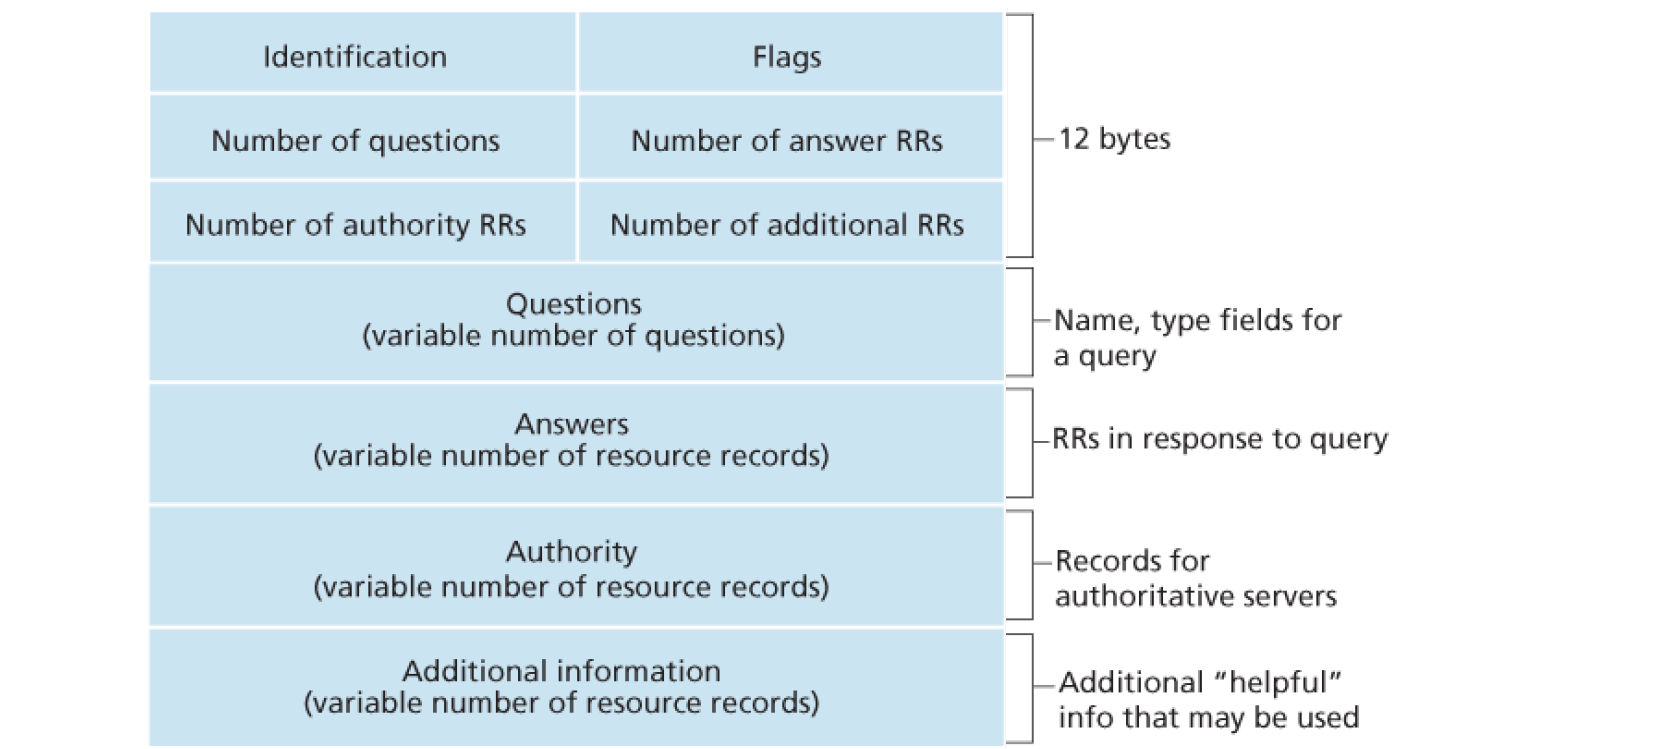 Identification
Flags
Number of questions
Number of answer RRs
12 bytes
Number of authority RRs
Number of additional RRs
Questions
(variable number of questions)
Name, type fields for
a query
Answers
(variable number of resource records)
RRs in response to query
Authority
(variable number of resource records)
Records for
authoritative servers
Additional information
(variable number of resource records)
Additional “helpful”
info that may be used